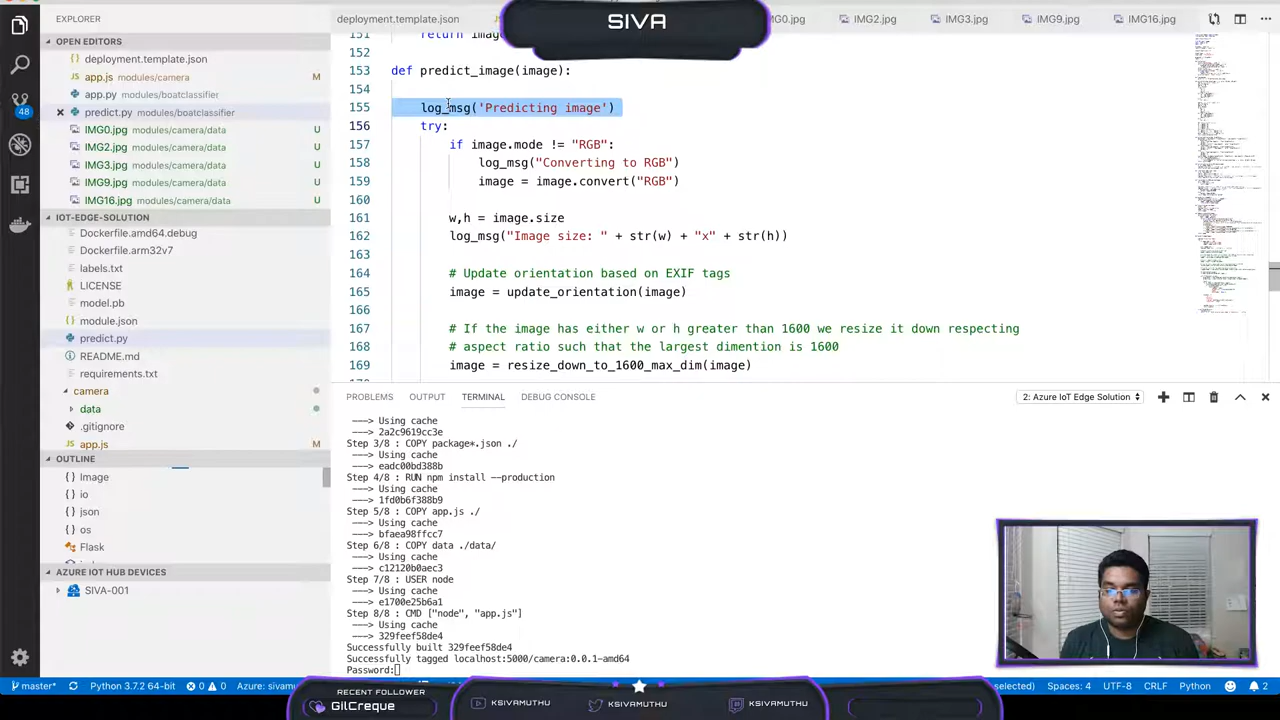 EXPLORER
deployment.template.json
SIVA
G0.jpg
IMG2.jpg
IMG3.jpg
IMG9.jpg
IMG16.jpg
OPEN EDITORS
deployment.template.json
app.js modules/camera M
app.py modules/boatclassifier
predict.py modules/boatclassifier
IMG0.jpg modules/camera/data U
IMG2.jpg modules/camera/data U
IMG3.jpg modules/camera/data U
IMG9.jpg modules/camera/data U
16.jpg modules/camera/data U
48
IOT-EDGE-SOLUTION
Dockerfile.amd64.debug
Dockerfile.arm32v7
labels.txt
LICENSE
model.pb
module.json
predict.py
README.md
requirements.txt
camera
data
.gitignore
app.js M
OUTLINE
Image
io
json
os
Flask
AZURE IOT HUB DEVICES
SIVA-001
151 return
152
153 def predict_image(image):
154
155 log_msg('Predicting image')
156 try:
157 if image.mode != "RGB":
158 log_msg("Converting to RGB")
159 image = image.convert("RGB")
160
161 w,h = image.size
162 log_msg("Image size: " + str(w) + "x" + str(h))
163
164 # Update orientation based on EXIF tags
165 image = update_orientation(image)
166
167 # If the image has either w or h greater than 1600 we resize it down respecting
168 # aspect ratio such that the largest dimention is 1600
169 image = resize_down_to_1600_max_dim(image)
PROBLEMS OUTPUT TERMINAL DEBUG CONSOLE
2: Azure IoT Edge Solution
---> Using cache
---> 2a2c9619cc3e
Step 3/8 : COPY package*.json ./
---> Using cache
---> eadc00bd388b
Step 4/8 : RUN npm install --production
---> Using cache
---> 1fd0b6f388b9
Step 5/8 : COPY app.js ./
---> Using cache
---> bfaea98ffcc7
Step 6/8 : COPY data ./data/
---> Using cache
---> c12120b0aec3
Step 7/8 : USER node
---> Using cache
---> e1700e25b6a1
Step 8/8 : CMD ["node", "app.js"]
---> Using cache
---> 329feef58de4
Successfully built 329feef58de4
Successfully tagged localhost:5000/camera:0.0.1-amd64
Password:
master* Python 3.7.2 64-bit 0 0 Azure: sivamu
selected) Spaces: 4 UTF-8 CRLF Python 2
RECENT FOLLOWER
GilCreque
KSIVAMUTHU
KSIVAMUTHU
KSIVAMUTHU